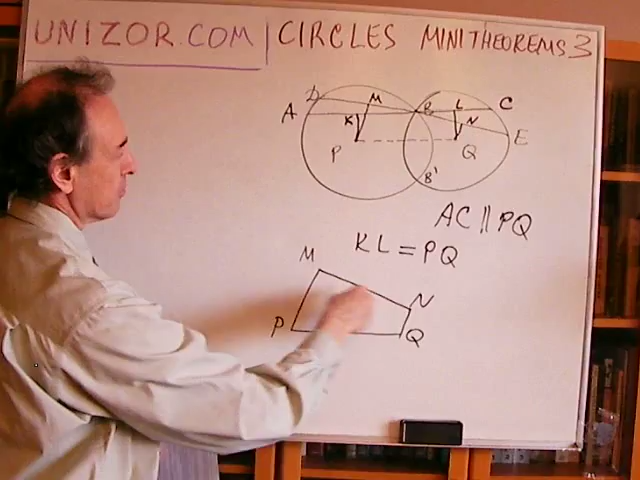 UNIZOR.COM | CIRCLES MINITHEOREMS 3
D M B L C
A K N E
P Q
B'
AC || PQ
KL = PQ
M
N
P Q